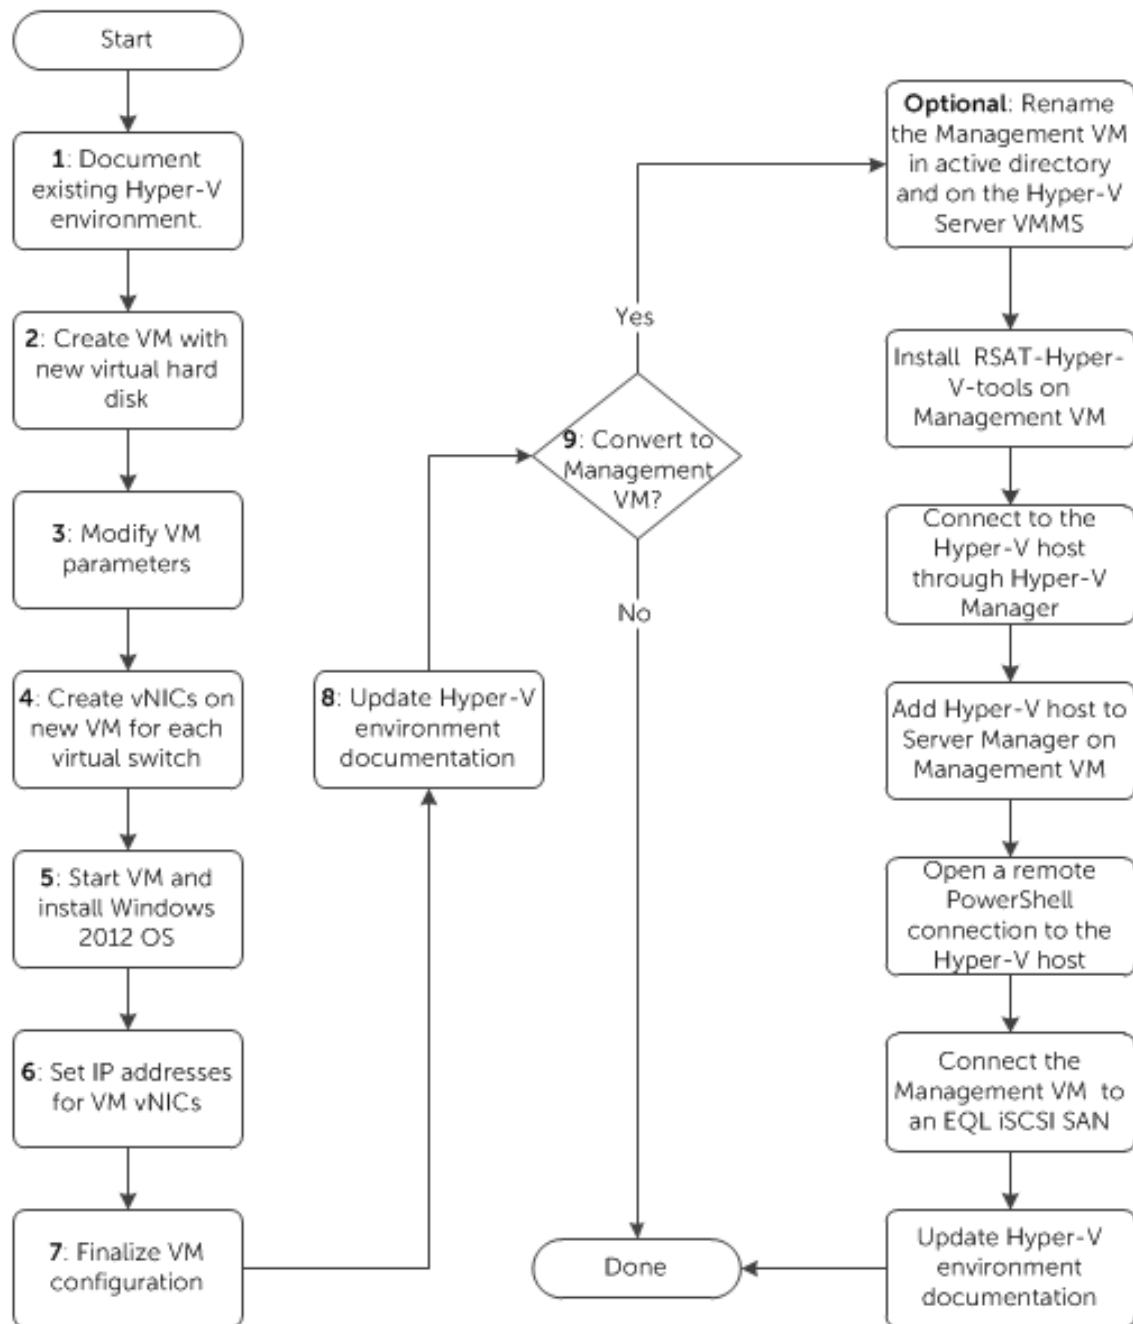 Start
1: Document
existing Hyper-V
environment.
2: Create VM with
new virtual hard
disk
3: Modify VM
parameters
4: Create vNICs on
new VM for each
virtual switch
5: Start VM and
install Windows
2012 OS
6: Set IP addresses
for VM vNICs
7: Finalize VM
configuration
8: Update Hyper-V
environment
documentation
9: Convert to
Management
VM?
Yes
No
Optional: Rename
the Management VM
in active directory
and on the Hyper-V
Server VMMS
Install RSAT-Hyper-
V-tools on
Management VM
Connect to the
Hyper-V host
through Hyper-V
Manager
Add Hyper-V host to
Server Manager on
Management VM
Open a remote
PowerShell
connection to the
Hyper-V host
Connect the
Management VM to
an EQL iSCSI SAN
Update Hyper-V
environment
documentation
Done